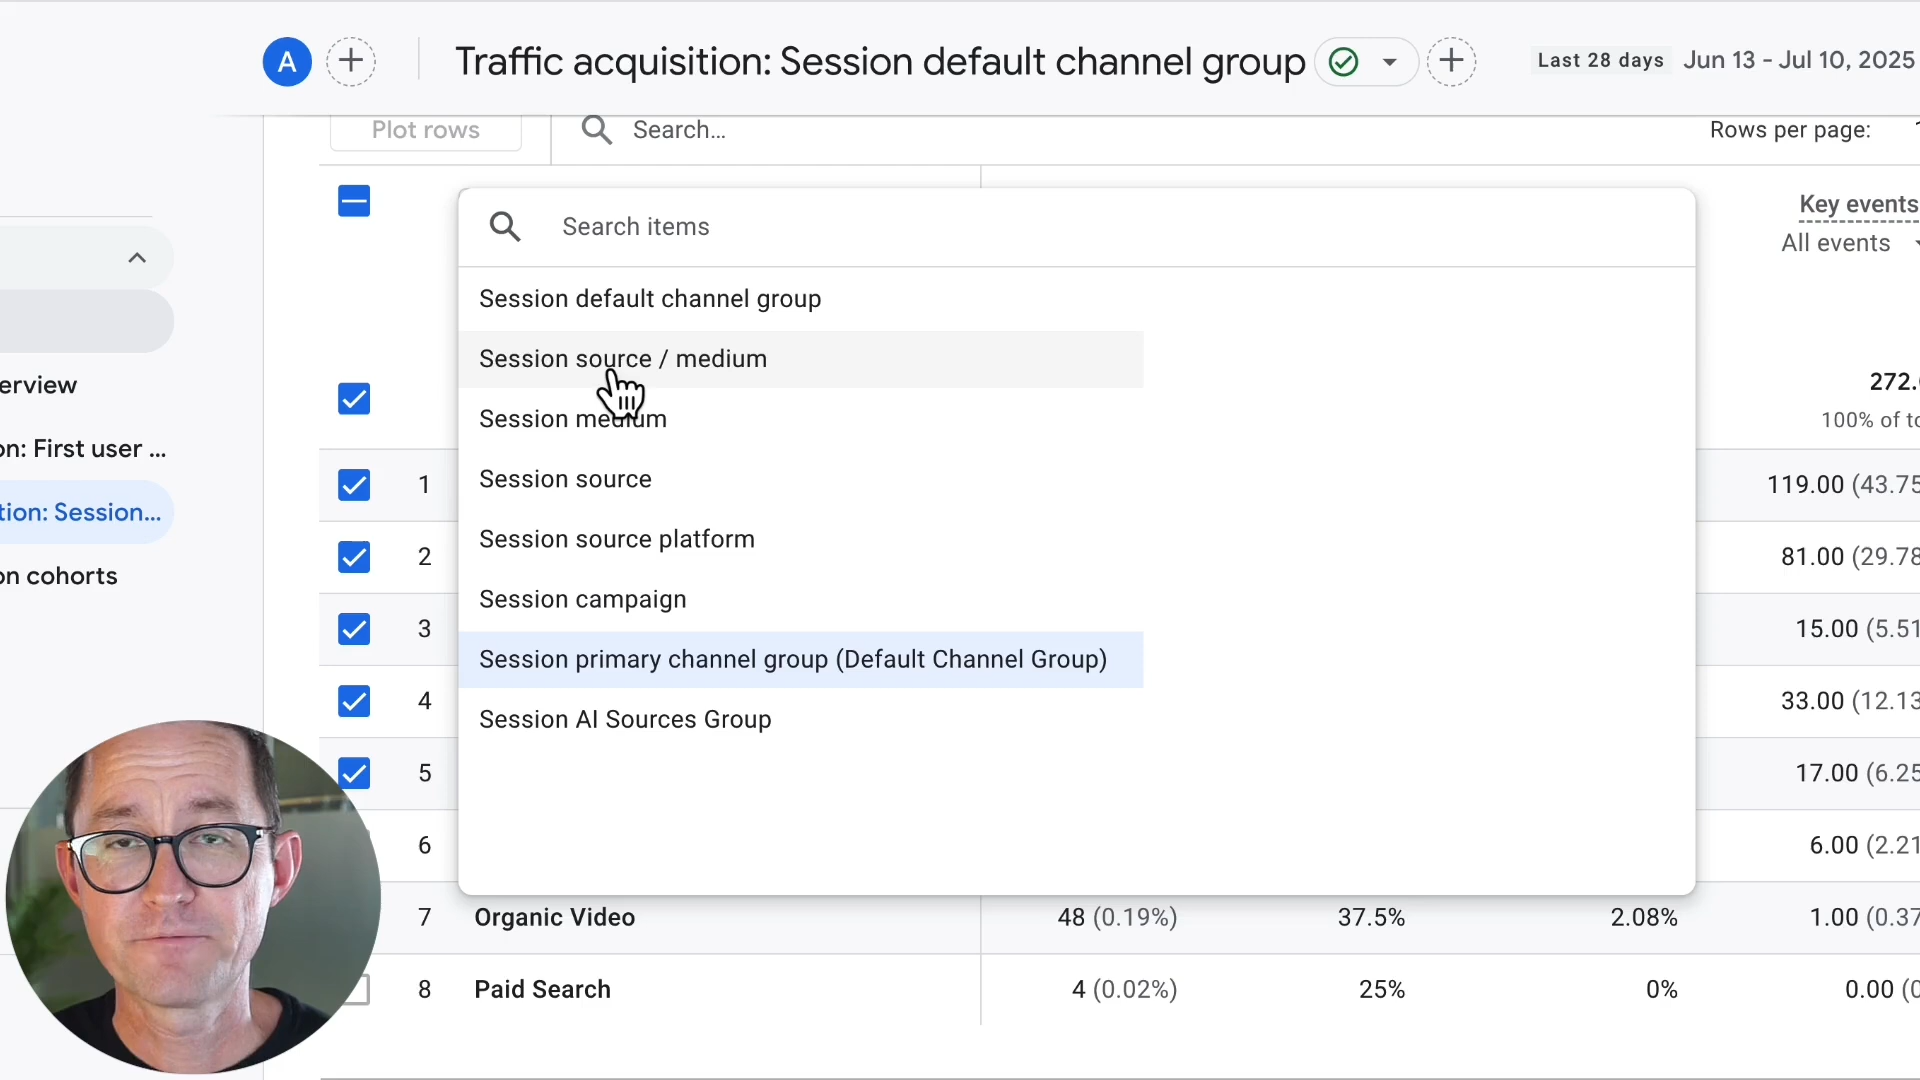 A
Traffic acquisition: Session default channel group
Last 28 days Jun 13 - Jul 10, 2025
Plot rows
Search...
Rows per page:
Search items
Key events
All events
Session default channel group
Session source / medium
Session medium
Session source
Session source platform
Session campaign
Session primary channel group (Default Channel Group)
Session AI Sources Group
erview
on: First user ...
tion: Session...
on cohorts
272.
100% of to
1 119.00 (43.75
2 81.00 (29.78
3 15.00 (5.51
4 33.00 (12.13
5 17.00 (6.25
6 6.00 (2.21
7 Organic Video 48 (0.19%) 37.5% 2.08% 1.00 (0.37
8 Paid Search 4 (0.02%) 25% 0% 0.00 (0